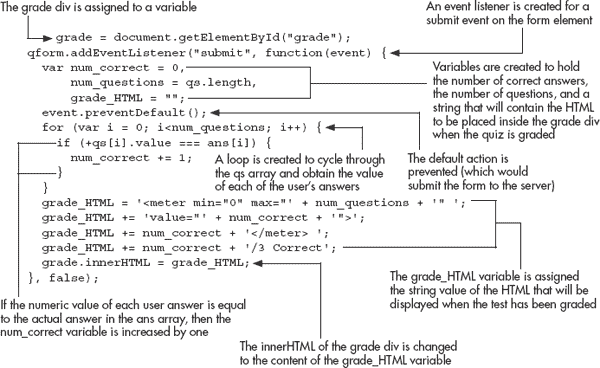 The grade div is assigned to a variable
An event listener is created for a
submit event on the form element
grade = document.getElementById("grade");
qform.addEventListener("submit", function(event) {
var num_correct = 0,
num_questions = qs.length,
grade_HTML = "";
event.preventDefault();
for (var i = 0; i<num_questions; i++) {
if (+qs[i].value === ans[i]) {
num_correct += 1;
}
}
grade_HTML = '<meter min="0" max="' + num_questions + '" ';
grade_HTML += 'value="' + num_correct + '">';
grade_HTML += num_correct + '</meter> ';
grade_HTML += num_correct + '/3 Correct';
grade.innerHTML = grade_HTML;
}, false);
Variables are created to hold
the number of correct answers,
the number of questions, and a
string that will contain the HTML
to be placed inside the grade div
when the quiz is graded
A loop is created to cycle through
the qs array and obtain the value
of each of the user's answers
The default action is
prevented (which would
submit the form to the server)
The grade_HTML variable is assigned
the string value of the HTML that will be
displayed when the test has been graded
If the numeric value of each user answer is equal
to the actual answer in the ans array, then the
num_correct variable is increased by one
The innerHTML of the grade div is changed
to the content of the grade_HTML variable